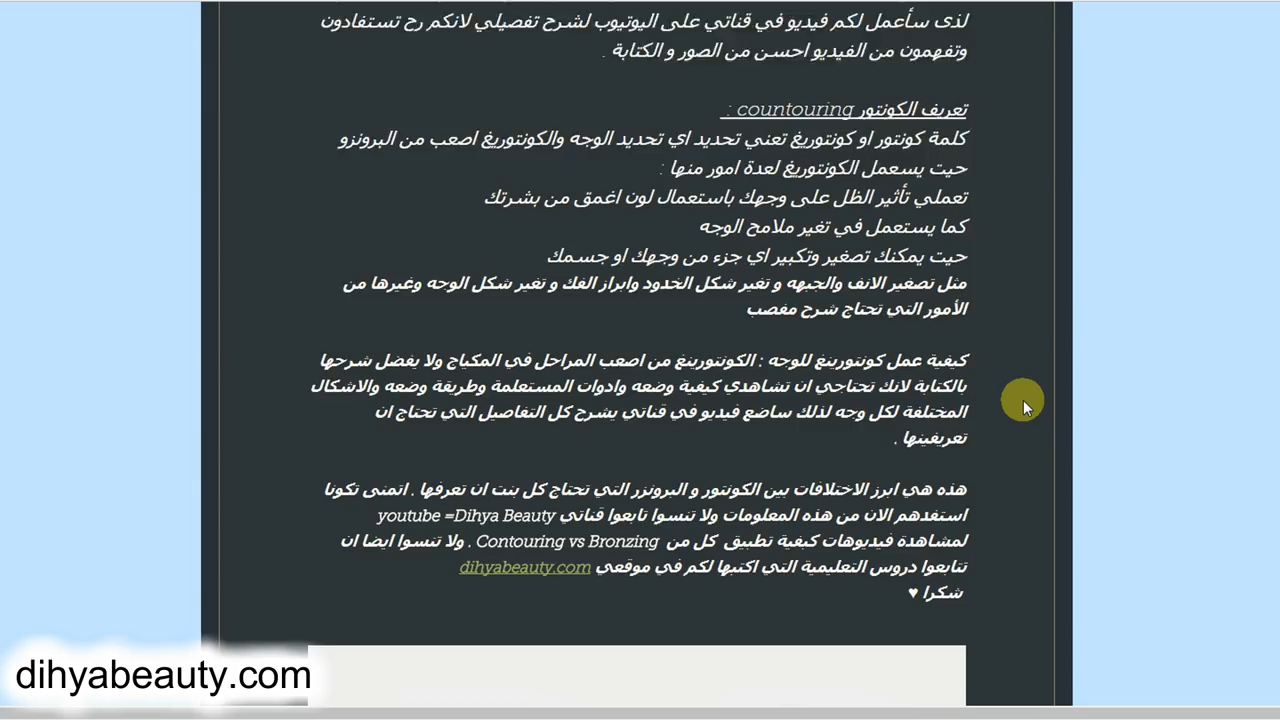 لذى سأعمل لكم فيديو في قناتي على اليوتيوب لشرح تفصيلي لانكم رح تستفادون
وتفهمون من الفيديو احسن من الصور و الكتابة .
تعريف الكونتور countouring :
كلمة كونتور او كونتوريغ تعني تحديد اي تحديد الوجه والكونتوريغ اصعب من البرونزو
حيت يسعمل الكونتوريغ لعدة امور منها :
تعملي تأثير الظل على وجهك باستعمال لون اغمق من بشرتك
كما يستعمل في تغير ملامح الوجه
حيت يمكنك تصغير وتكبير اي جزء من وجهك او جسمك
مثل تصغير الانف والجبهه و تغير شكل الخدود وابراز الفك و تغير شكل الوجه وغيرها من
الأمور التي تحتاج شرح مفصب
كيفية عمل كونتورينغ للوجه : الكونتورينغ من اصعب المراحل في المكياج ولا يفضل شرحها
بالكتابة لانك تحتاجي ان تشاهدي كيفية وضعه وادوات المستعلمة وطريقة وضعه والاشكال
المختلفة لكل وجه لذلك ساضع فيديو في قناتي يشرح كل التفاصيل التي تحتاج ان
تعريفينها .
هذه هي ابرز الاختلافات بين الكونتور و البرونزر التي تحتاج كل بنت ان تعرفها . اتمنى تكونا
استفدهم الان من هذه المعلومات ولا تنسوا تابعوا قناتي youtube =Dihya Beauty
لمشاهدة فيديوهات كيفية تطبيق كل من Contouring vs Bronzing . ولا تنسوا ايضا ان
تتابعوا دروس التعليمية التي اكتبها لكم في موقعي dihyabeauty.com
شكرا ♥
dihyabeauty.com